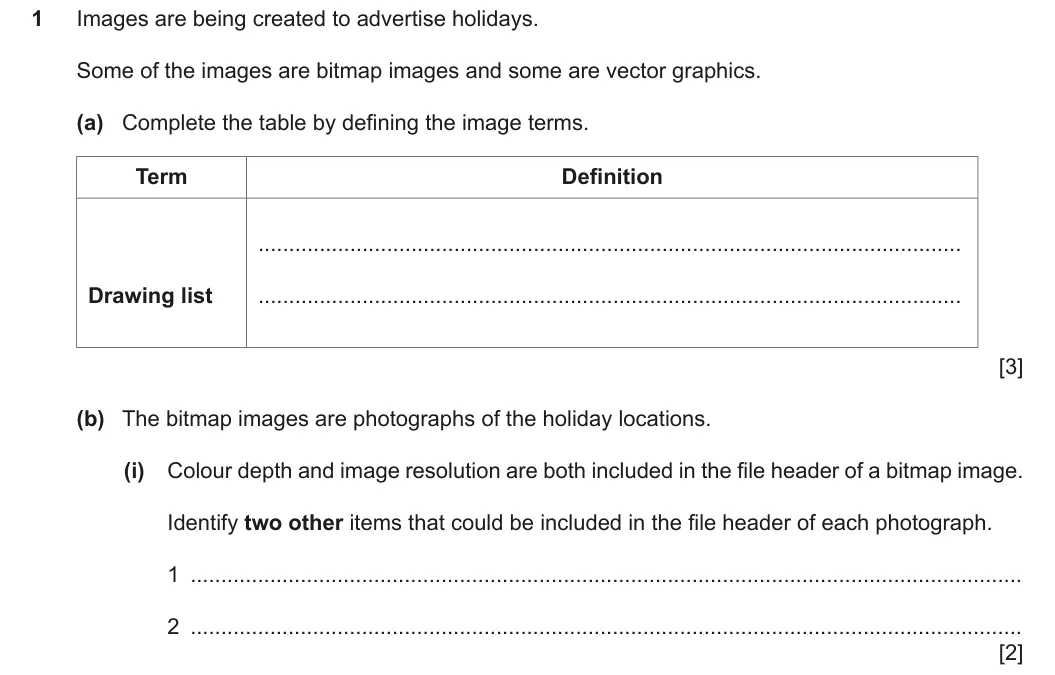 1 Images are being created to advertise holidays.
Some of the images are bitmap images and some are vector graphics.
(a) Complete the table by defining the image terms.
Term Definition
Drawing list ........................................................................
........................................................................
[3]
(b) The bitmap images are photographs of the holiday locations.
(i) Colour depth and image resolution are both included in the file header of a bitmap image.
Identify two other items that could be included in the file header of each photograph.
1 ........................................................................
2 ........................................................................
[2]